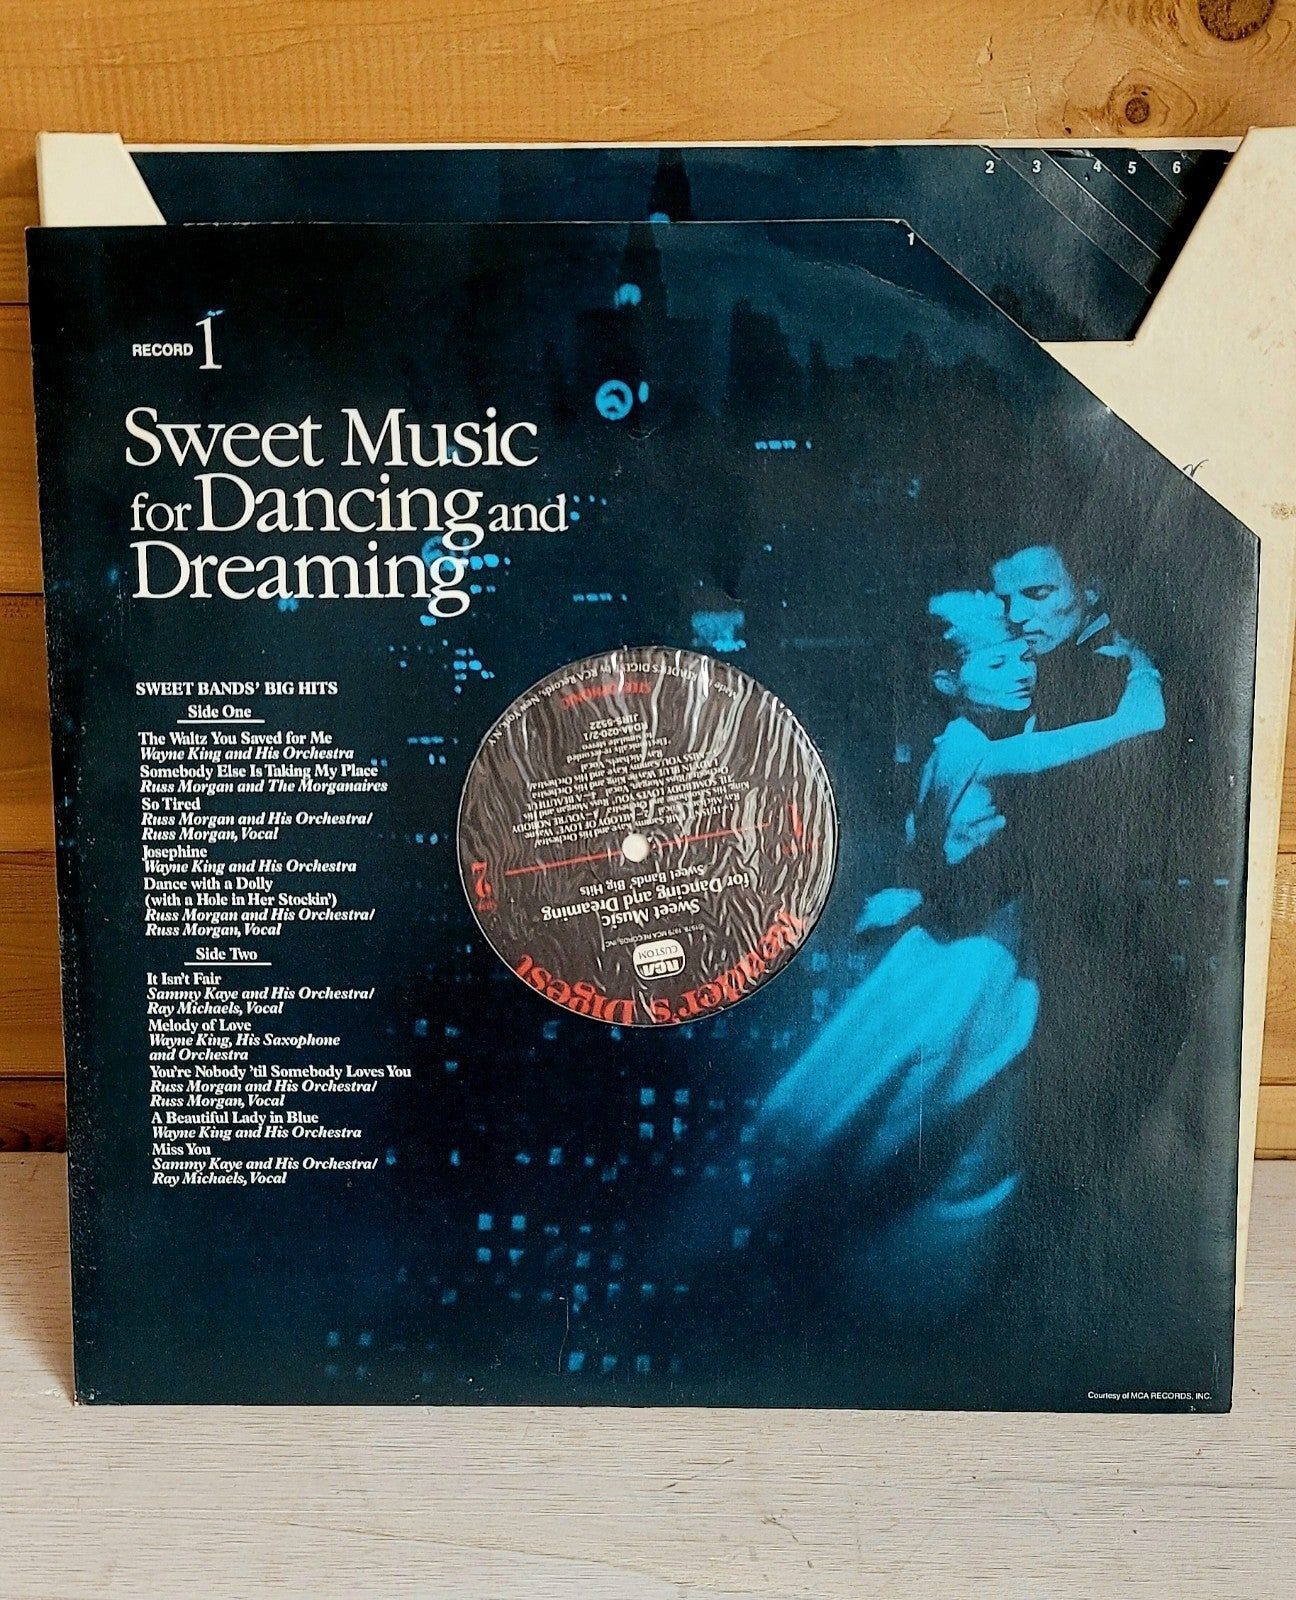 2 3 4 5 6
1
RECORD 1
Sweet Music
for Dancing and
Dreaming
SWEET BANDS' BIG HITS
Side One
The Waltz You Saved for Me
Wayne King and His Orchestra
Somebody Else Is Taking My Place
Russ Morgan and The Morganaires
So Tired
Russ Morgan and His Orchestra/
Russ Morgan, Vocal
Josephine
Wayne King and His Orchestra
Dance with a Dolly
(with a Hole in Her Stockin')
Russ Morgan and His Orchestra/
Russ Morgan, Vocal
Side Two
It Isn't Fair
Sammy Kaye and His Orchestra/
Ray Michaels, Vocal
Melody of Love
Wayne King, His Saxophone
and Orchestra
You're Nobody 'til Somebody Loves You
Russ Morgan and His Orchestra/
Russ Morgan, Vocal
A Beautiful Lady in Blue
Wayne King and His Orchestra
Miss You
Sammy Kaye and His Orchestra/
Ray Michaels, Vocal
Reader's Digest
RCA
CUSTOM
Sweet Music
for Dancing and Dreaming
Sweet Bands' Big Hits
2
STEREOPHONIC
Courtesy of MCA RECORDS, INC.